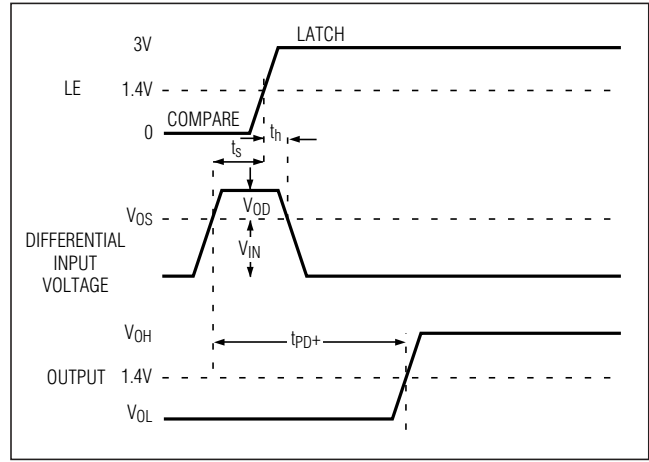 3V
LATCH
LE
1.4V
0
COMPARE
th
ts
VOS
VOD
DIFFERENTIAL
INPUT
VOLTAGE
VIN
VOH
tPD+
OUTPUT
1.4V
VOL